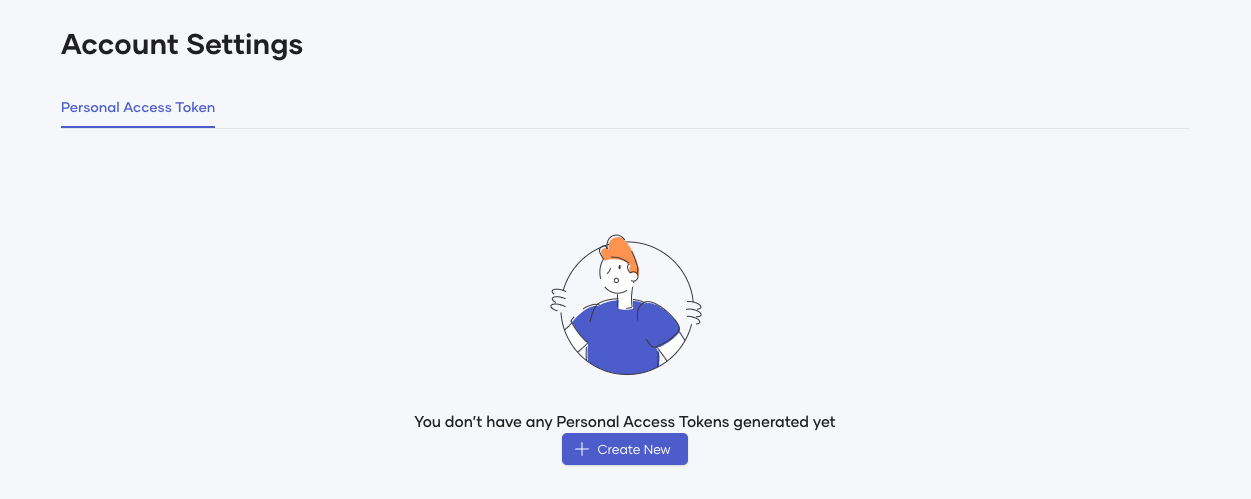 Account Settings
Personal Access Token
You don't have any Personal Access Tokens generated yet
Create New